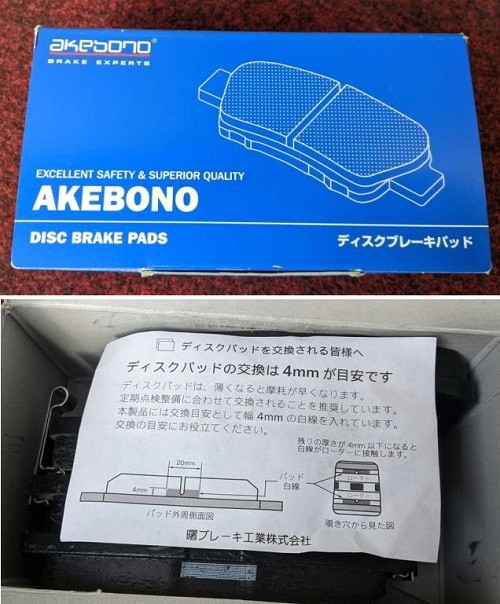 akebono®
BRAKE EXPERTS
EXCELLENT SAFETY & SUPERIOR QUALITY
AKEBONO
DISC BRAKE PADS
ディスクブレーキパッド
ディスクパッドを交換される皆様へ
ディスクパッドの交換は4mmが目安です
ディスクパッドは、薄くなると摩耗が早くなります。
定期点検整備に合わせて交換されることを推奨しています。
本製品には交換目安として幅4mmの白線を入れています。
交換の目安にお役立てください。
残りの厚さが4mm以下になると
白線がローターに接触します。
20mm
4mm
パッド
白線
ローター
ローター
パッド外周側面図
覗き穴から見た図
曙ブレーキ工業株式会社